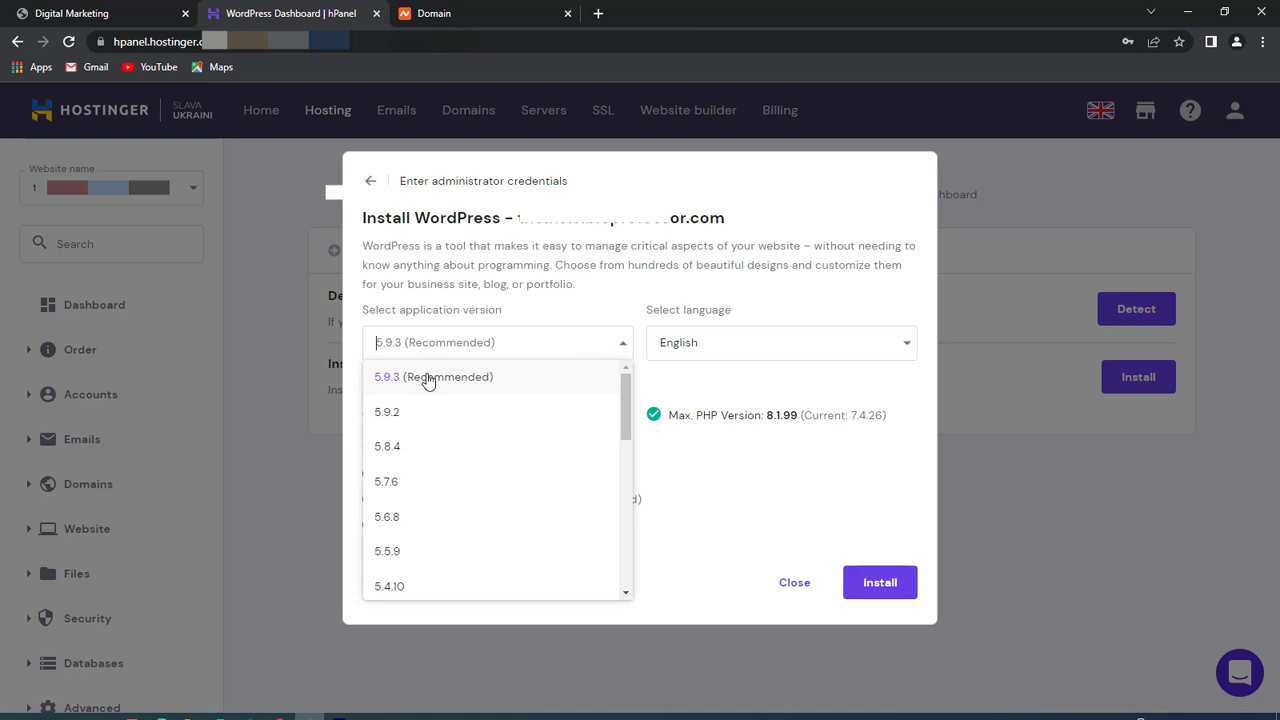 Digital Marketing
WordPress Dashboard | hPanel
Domain
hpanel.hostinger.c
Apps
Gmail
YouTube
Maps
HOSTINGER
SLAVA
UKRAINI
Home
Hosting
Emails
Domains
Servers
SSL
Website builder
Billing
Website name
1
Search
Dashboard
Order
Accounts
Emails
Domains
Website
Files
Security
Databases
Advanced
hboard
De
If y
Detect
Ins
Ins
Install
Enter administrator credentials
Install WordPress - or.com
WordPress is a tool that makes it easy to manage critical aspects of your website – without needing to
know anything about programming. Choose from hundreds of beautiful designs and customize them
for your business site, blog, or portfolio.
Select application version
5.9.3 (Recommended)
Select language
English
5.9.3 (Recommended)
5.9.2
5.8.4
5.7.6
5.6.8
5.5.9
5.4.10
Max. PHP Version: 8.1.99 (Current: 7.4.26)
d)
Close
Install